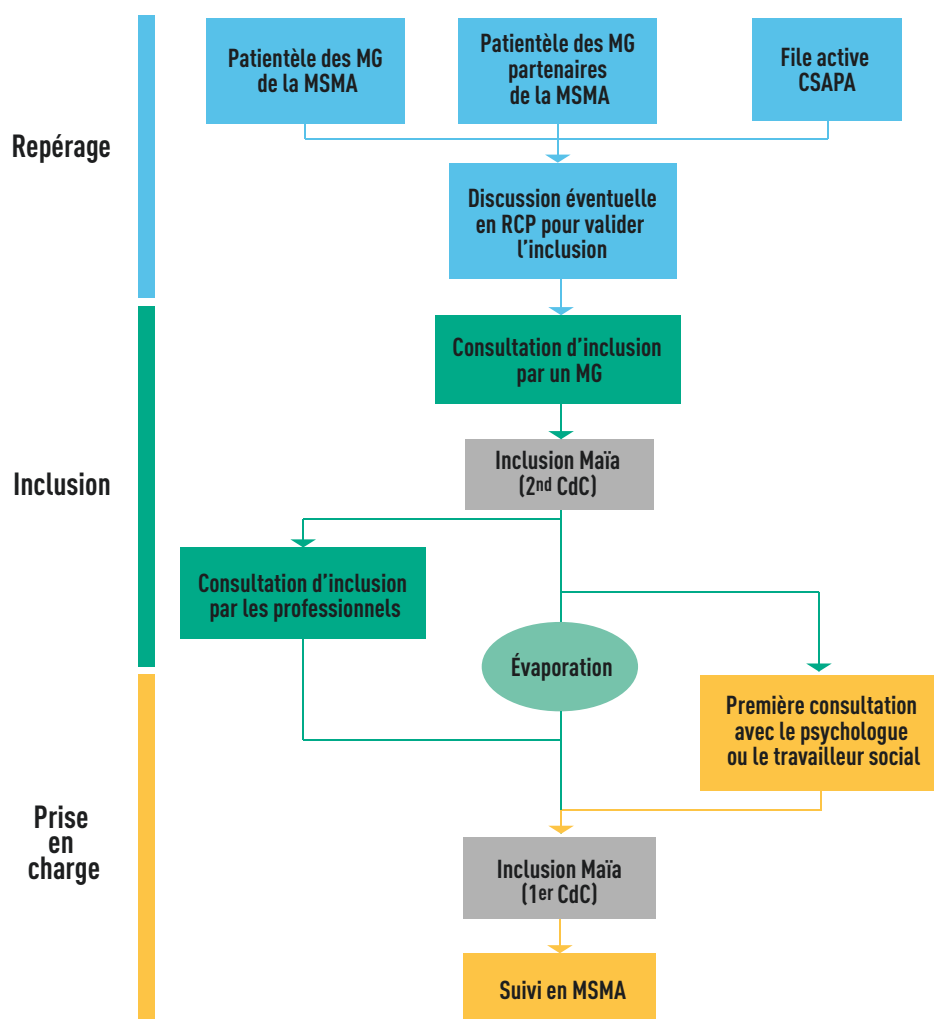 Repérage
Patientèle des MG
de la MSMA
Patientèle des MG
partenaires
de la MSMA
File active
CSAPA
Discussion éventuelle
en RCP pour valider
l’inclusion
Inclusion
Consultation d’inclusion
par un MG
Inclusion Maïa
(2nd CdC)
Consultation d’inclusion
par les professionnels
Évaporation
Première consultation
avec le psychologue
ou le travailleur social
Prise
en
charge
Inclusion Maïa
(1er CdC)
Suivi en MSMA